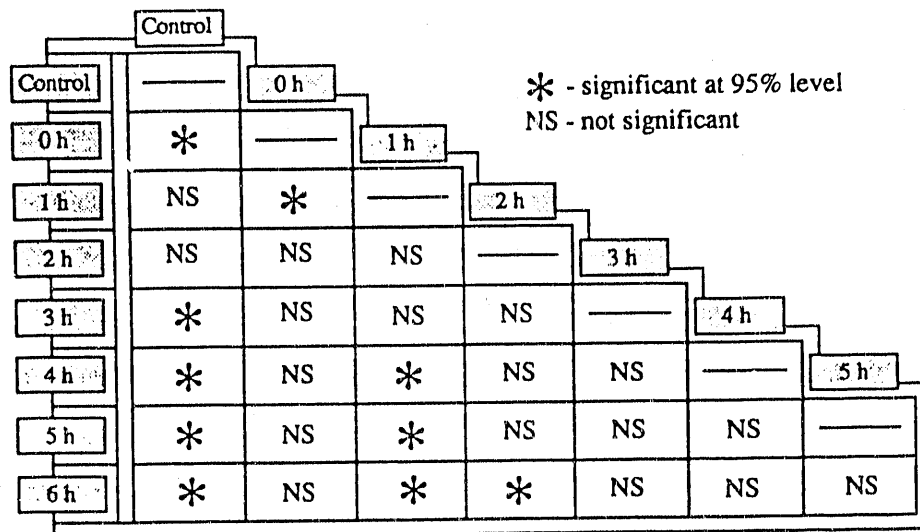 Control
Control — 0 h
✻ - significant at 95% level
NS - not significant
0 h ✻ — 1 h
1 h NS ✻ — 2 h
2 h NS NS NS — 3 h
3 h ✻ NS NS NS — 4 h
4 h ✻ NS ✻ NS NS — 5 h
5 h ✻ NS ✻ NS NS NS —
6 h ✻ NS ✻ ✻ NS NS NS